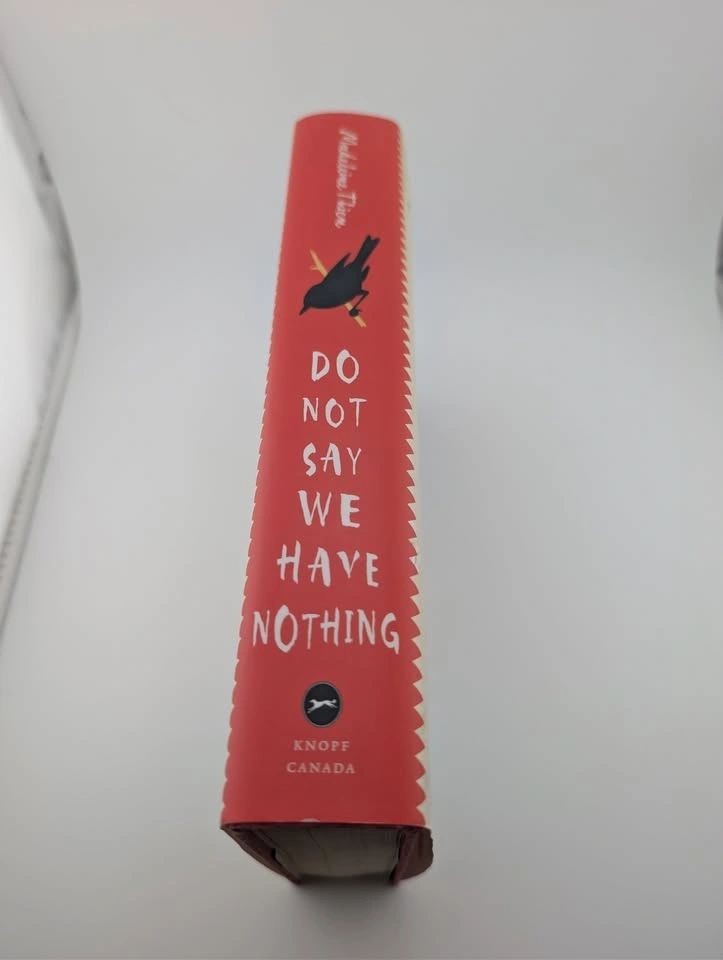 Madeleine Thien
DO
NOT
SAY
WE
HAVE
NOTHING
KNOPF
CANADA